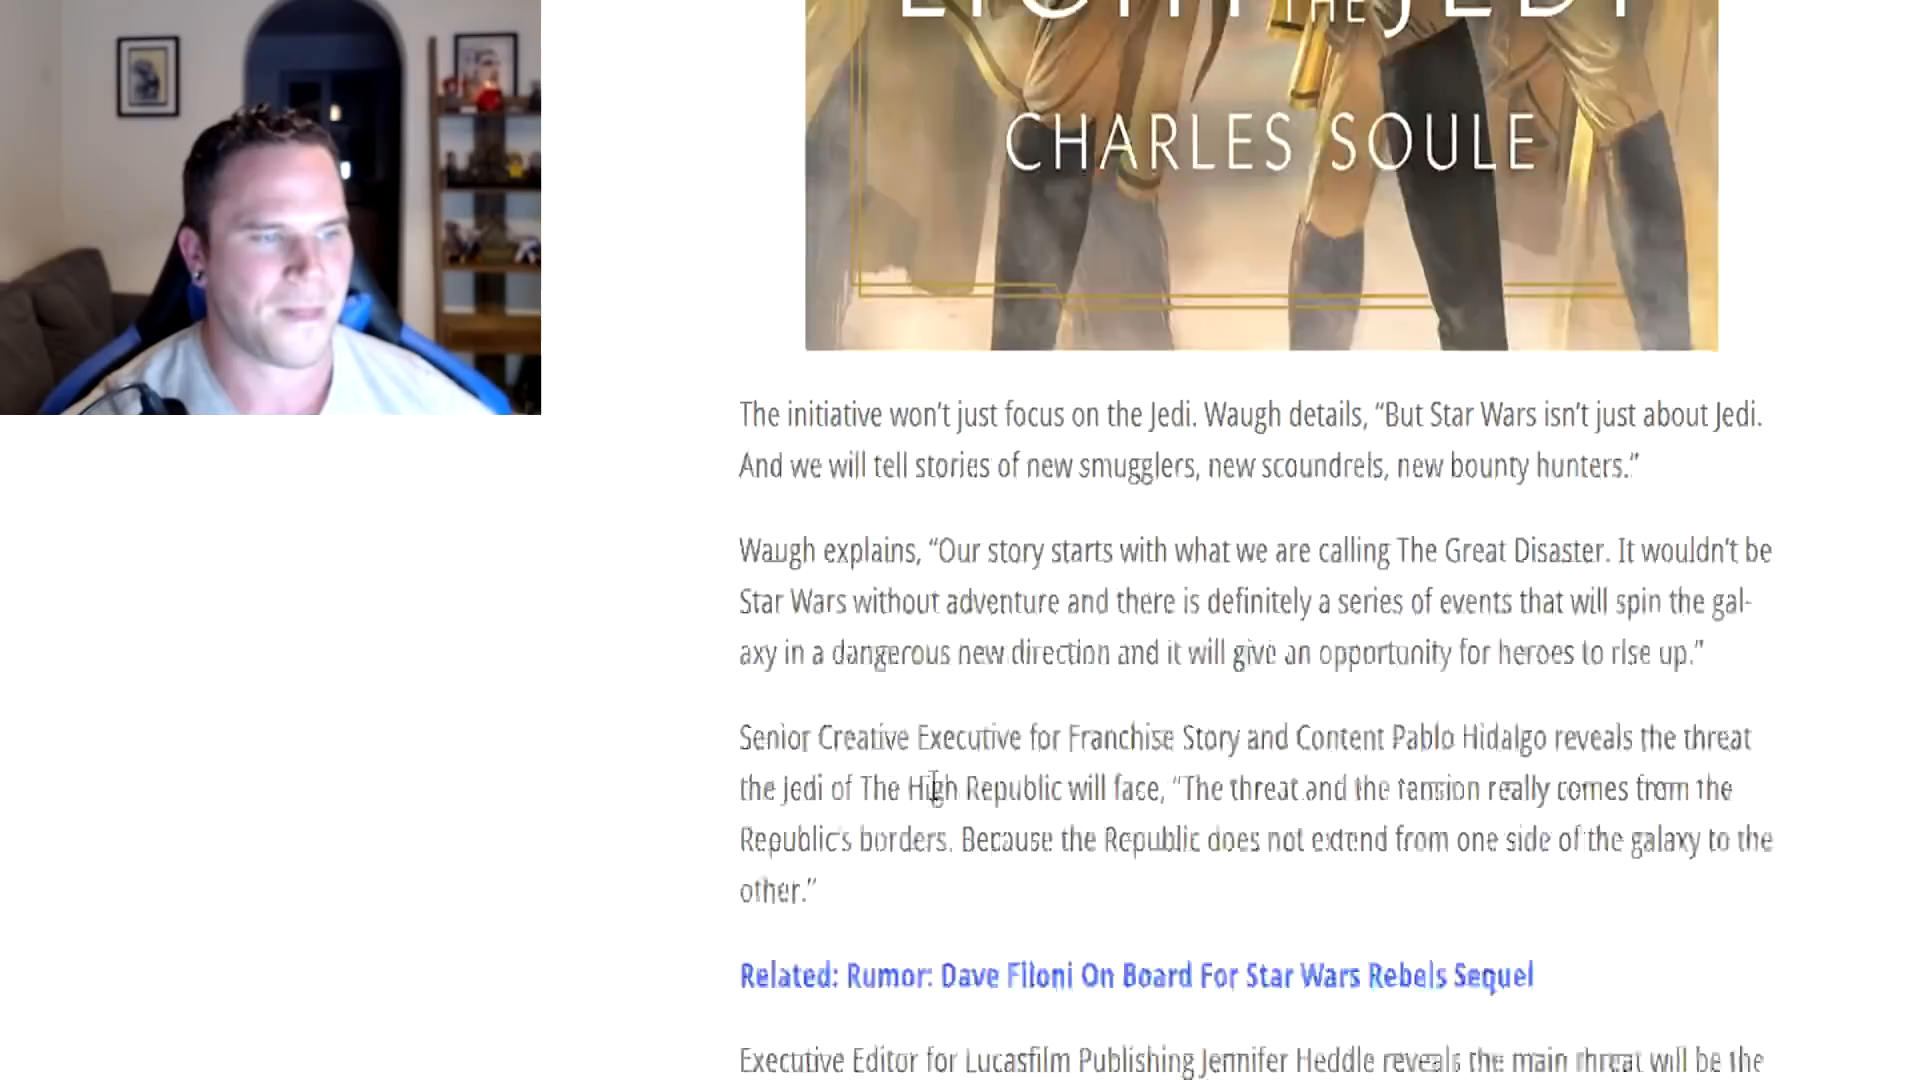 LIGHT OF THE JEDI
CHARLES SOULE
The initiative won’t just focus on the Jedi. Waugh details, “But Star Wars isn’t just about Jedi.
And we will tell stories of new smugglers, new scoundrels, new bounty hunters.”
Waugh explains, “Our story starts with what we are calling The Great Disaster. It wouldn’t be
Star Wars without adventure and there is definitely a series of events that will spin the gal-
axy in a dangerous new direction and it will give an opportunity for heroes to rise up.”
Senior Creative Executive for Franchise Story and Content Pablo Hidalgo reveals the threat
the Jedi of The High Republic will face, “The threat and the tension really comes from the
Republic’s borders. Because the Republic does not extend from one side of the galaxy to the
other.”
Related: Rumor: Dave Filoni On Board For Star Wars Rebels Sequel
Executive Editor for Lucasfilm Publishing Jennifer Heddle reveals the main threat will be the